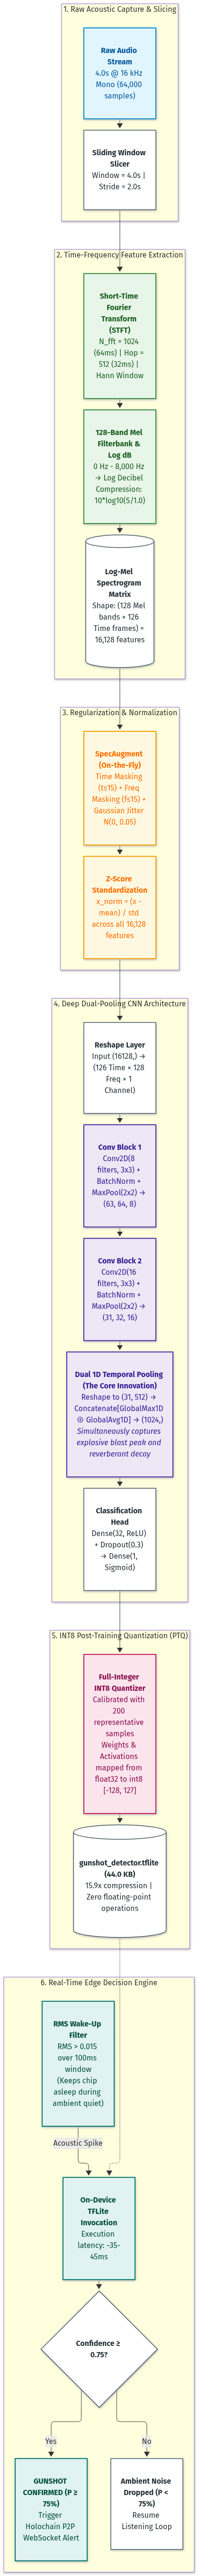 1. Raw Acoustic Capture & Slicing
Raw Audio
Stream
4.0s @ 16 kHz
Mono (64,000
samples)
Sliding Window
Slicer
Window = 4.0s |
Stride = 2.0s
2. Time-Frequency Feature Extraction
Short-Time
Fourier
Transform
(STFT)
N_fft = 1024
(64ms) | Hop =
512 (32ms) |
Hann Window
128-Band Mel
Filterbank &
Log dB
0 Hz - 8,000 Hz
→ Log Decibel
Compression:
10*log10(S/1.0)
Log-Mel
Spectrogram
Matrix
Shape: (128 Mel
bands × 126
Time frames) =
16,128 features
3. Regularization & Normalization
SpecAugment
(On-the-Fly)
Time Masking
(t≤15) + Freq
Masking (f≤15) +
Gaussian Jitter
N(0, 0.05)
Z-Score
Standardization
x_norm = (x -
mean) / std
across all 16,128
features
4. Deep Dual-Pooling CNN Architecture
Reshape Layer
Input (16128,) →
(126 Time × 128
Freq × 1
Channel)
Conv Block 1
Conv2D(8
filters, 3x3) +
BatchNorm +
MaxPool(2x2) →
(63, 64, 8)
Conv Block 2
Conv2D(16
filters, 3x3) +
BatchNorm +
MaxPool(2x2) →
(31, 32, 16)
Dual 1D Temporal Pooling
(The Core Innovation)
Reshape to (31, 512) →
Concatenate[GlobalMax1D
⊕ GlobalAvg1D] → (1024,)
Simultaneously captures
explosive blast peak and
reverberant decay
Classification
Head
Dense(32, ReLU)
+ Dropout(0.3)
→ Dense(1,
Sigmoid)
5. INT8 Post-Training Quantization (PTQ)
Full-Integer
INT8 Quantizer
Calibrated with
200
representative
samples
Weights &
Activations
mapped from
float32 to int8
[-128, 127]
gunshot_detector.tflite
(44.0 KB)
15.9x compression |
Zero floating-point
operations
6. Real-Time Edge Decision Engine
RMS Wake-Up
Filter
RMS > 0.015
over 100ms
window
(Keeps chip
asleep during
ambient quiet)
Acoustic Spike
On-Device
TFLite
Invocation
Execution
latency: ~35-
45ms
Confidence ≥
0.75?
Yes
No
GUNSHOT
CONFIRMED (P ≥
75%)
Trigger
Holochain P2P
WebSocket Alert
Ambient Noise
Dropped (P <
75%)
Resume
Listening Loop